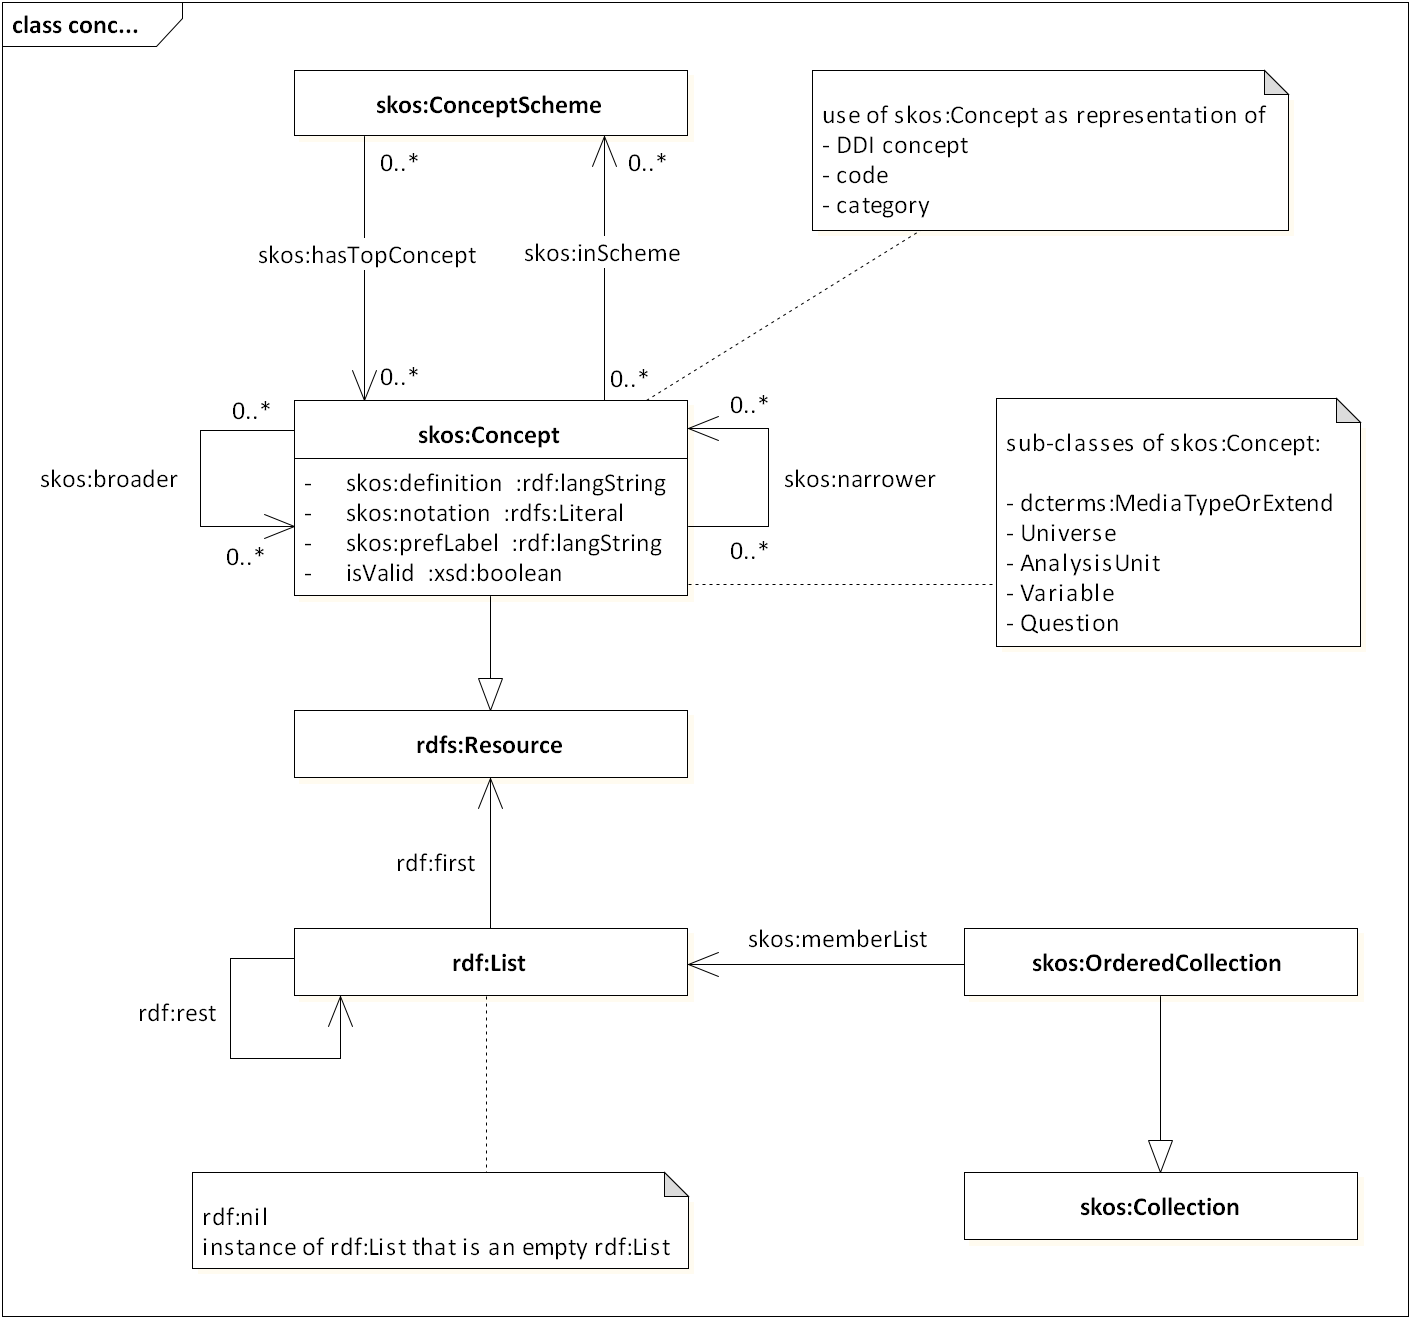 class conc...
skos:ConceptScheme
0..*
0..*
use of skos:Concept as representation of
- DDI concept
- code
- category
skos:hasTopConcept
skos:inScheme
0..*
0..*
0..*
skos:Concept
0..*
skos:broader
- skos:definition :rdf:langString
- skos:notation :rdfs:Literal
- skos:prefLabel :rdf:langString
- isValid :xsd:boolean
skos:narrower
0..*
0..*
sub-classes of skos:Concept:
- dcterms:MediaTypeOrExtend
- Universe
- AnalysisUnit
- Variable
- Question
rdfs:Resource
rdf:first
rdf:List
skos:memberList
skos:OrderedCollection
rdf:rest
rdf:nil
instance of rdf:List that is an empty rdf:List
skos:Collection